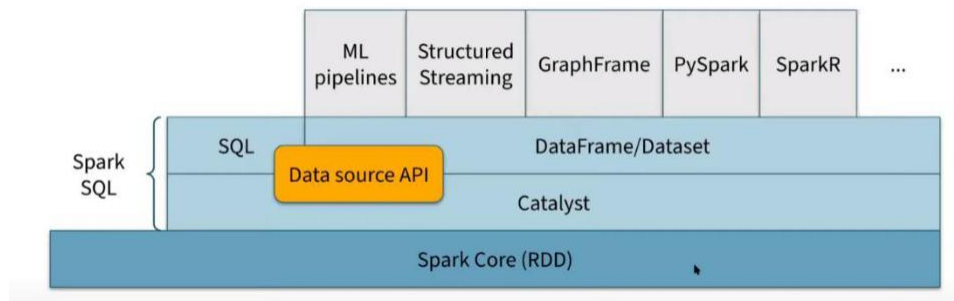 ML
pipelines
Structured
Streaming
GraphFrame
PySpark
SparkR
...
Spark
SQL
SQL
DataFrame/Dataset
Data source API
Catalyst
Spark Core (RDD)